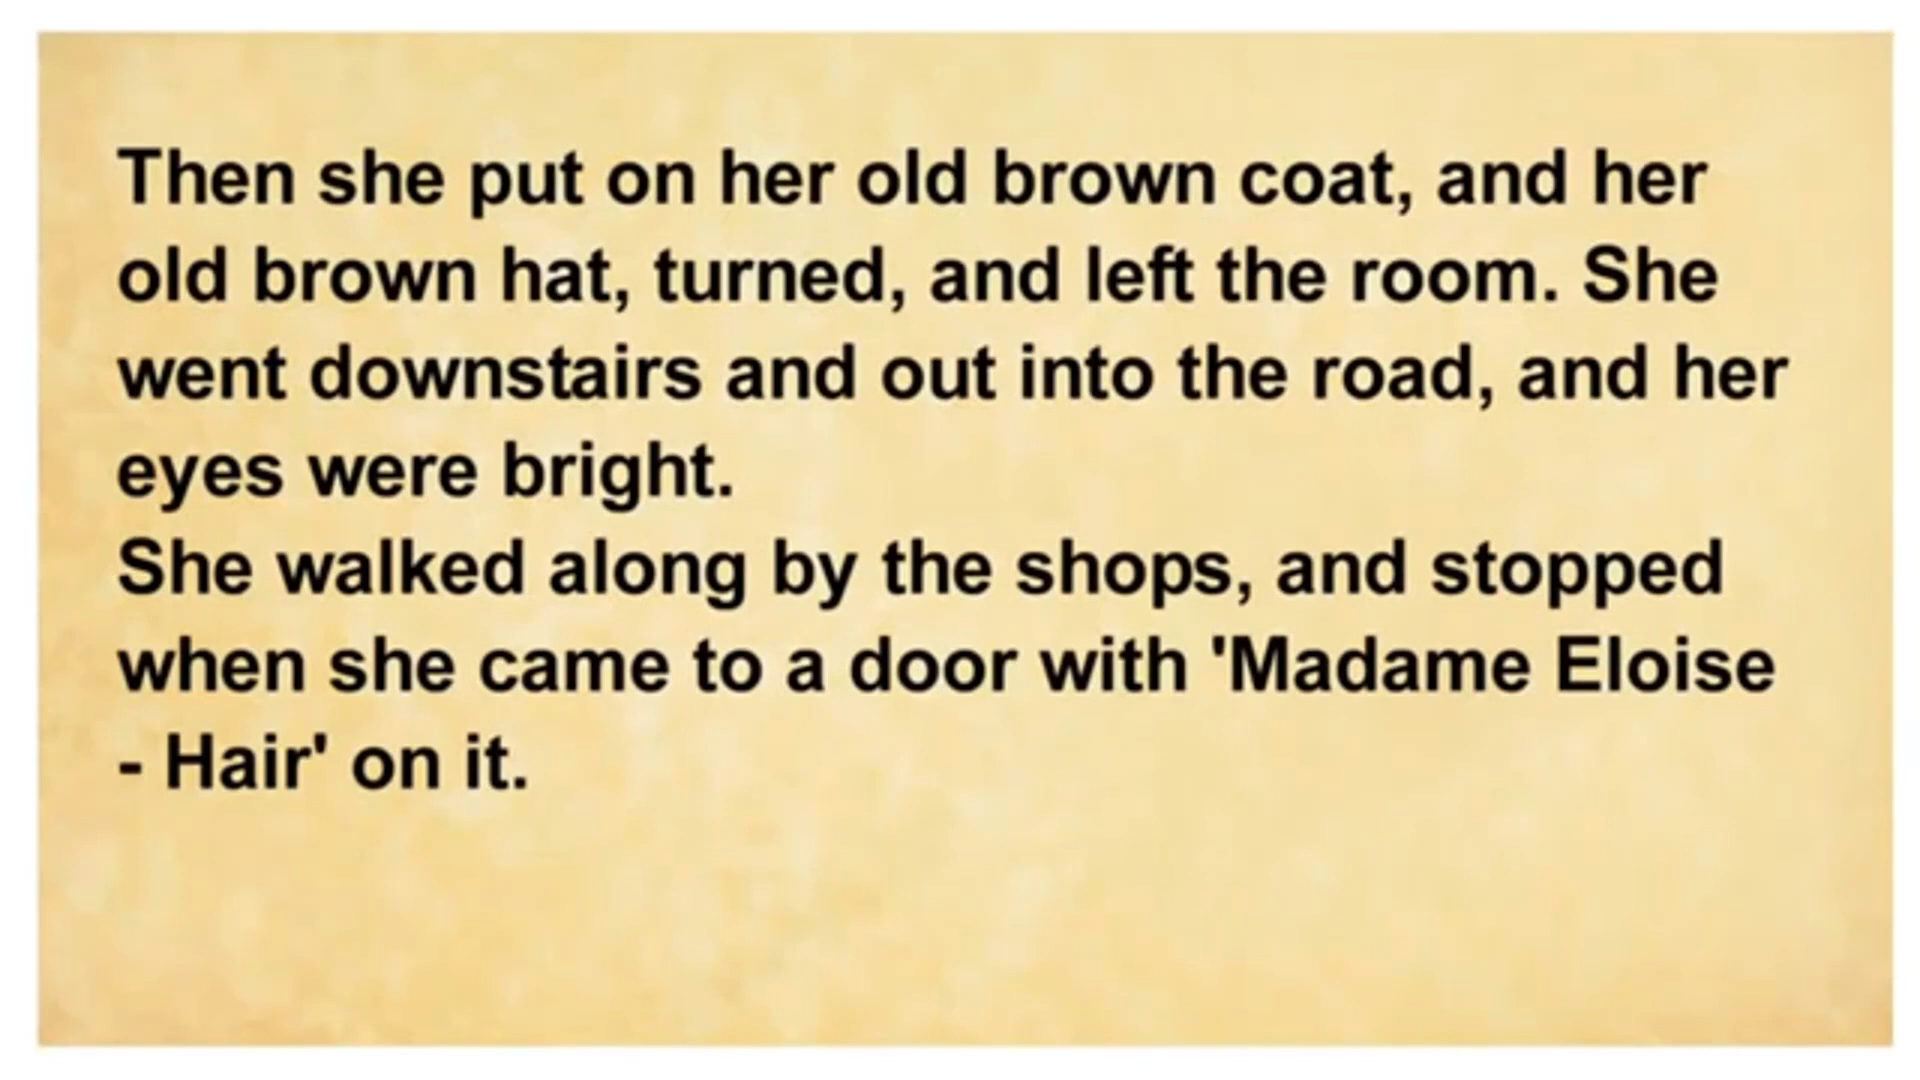 Then she put on her old brown coat, and her
old brown hat, turned, and left the room. She
went downstairs and out into the road, and her
eyes were bright.
She walked along by the shops, and stopped
when she came to a door with 'Madame Eloise
- Hair' on it.